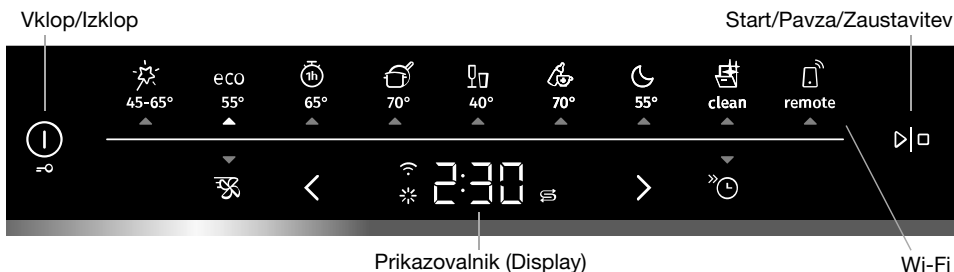 Vklop/Izklop Start/Pavza/Zaustavitev
eco 1h
45-65° 55° 65° 70° 40° 70° 55° clean remote
2:30
Prikazovalnik (Display) Wi-Fi